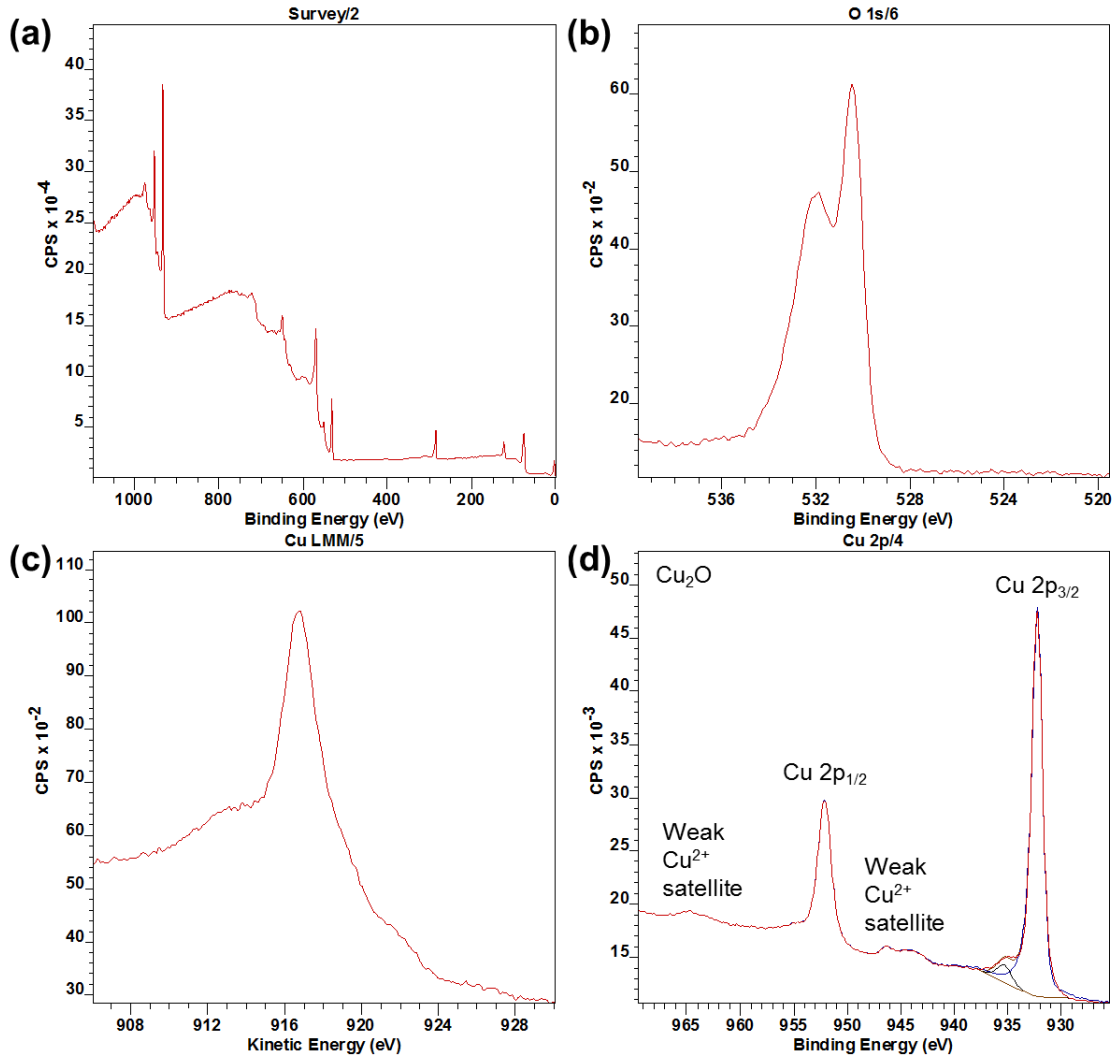 (a)
Survey/2
CPS x 10⁻⁴
40
35
30
25
20
15
10
5
1000 800 600 400 200 0
Binding Energy (eV)
(b)
O 1s/6
CPS x 10⁻²
60
50
40
30
20
536 532 528 524 520
Binding Energy (eV)
(c)
Cu LMM/5
CPS x 10⁻²
100
90
80
70
60
50
40
30
908 912 916 920 924 928
Kinetic Energy (eV)
(d)
Cu 2p/4
Cu₂O
Cu 2p₃/₂
Cu 2p₁/₂
Weak
Cu²⁺
satellite
Weak
Cu²⁺
satellite
CPS x 10⁻³
50
45
40
35
30
25
20
15
965 960 955 950 945 940 935 930
Binding Energy (eV)